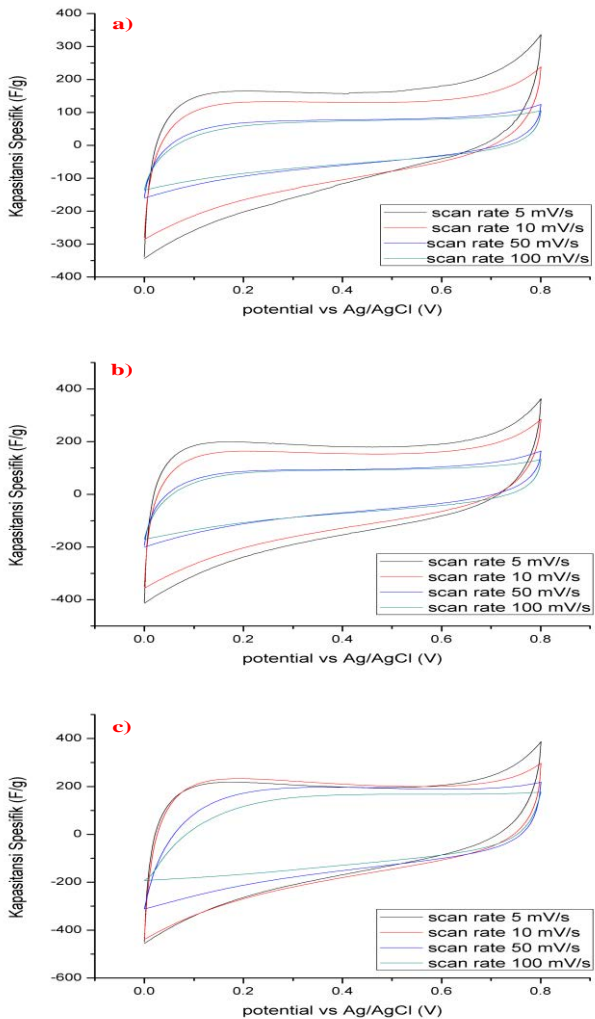 a)
400
300
200
100
0
-100
-200
-300
-400
Kapasitansi Spesifik (F/g)
scan rate 5 mV/s
scan rate 10 mV/s
scan rate 50 mV/s
scan rate 100 mV/s
0.0 0.2 0.4 0.6 0.8
potential vs Ag/AgCl (V)
b)
400
200
0
-200
-400
Kapasitansi Spesifik (F/g)
scan rate 5 mV/s
scan rate 10 mV/s
scan rate 50 mV/s
scan rate 100 mV/s
0.0 0.2 0.4 0.6 0.8
potential vs Ag/AgCl (V)
c)
400
200
0
-200
-400
-600
Kapasitansi Spesifik (F/g)
scan rate 5 mV/s
scan rate 10 mV/s
scan rate 50 mV/s
scan rate 100 mV/s
0.0 0.2 0.4 0.6 0.8
potential vs Ag/AgCl (V)